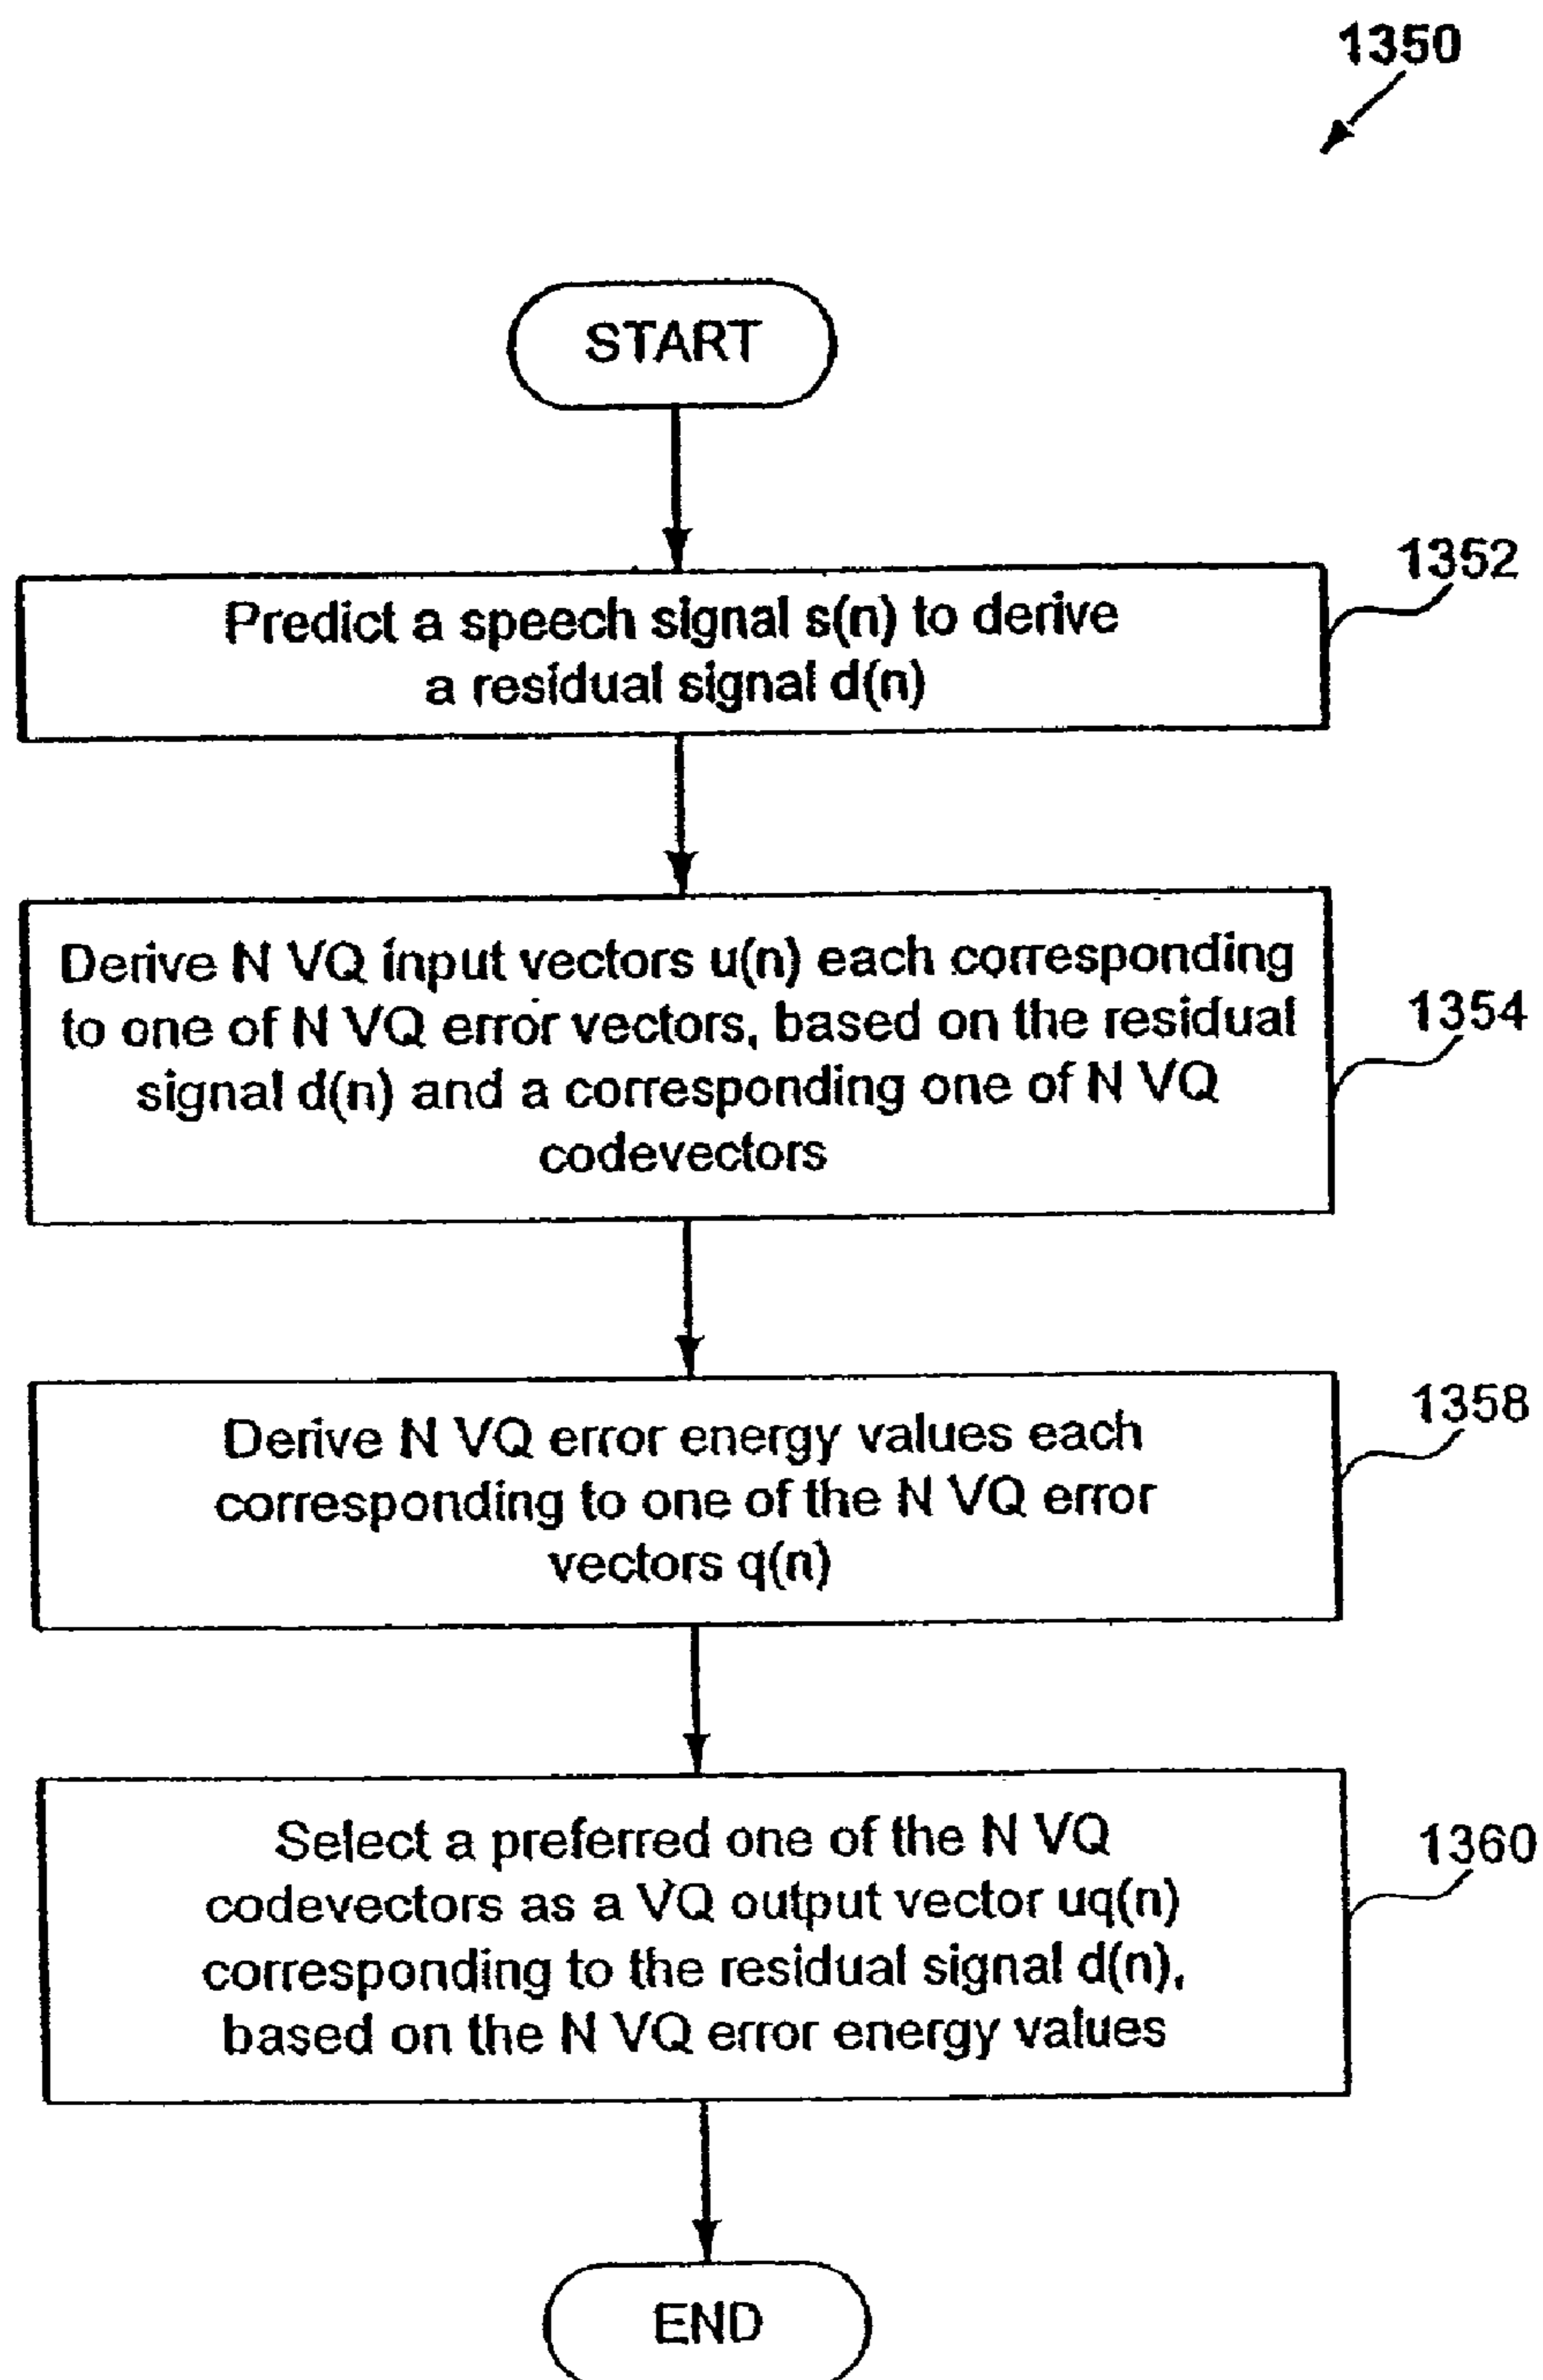 1350
START
1352
Predict a speech signal s(n) to derive
a residual signal d(n)
Derive N VQ input vectors u(n) each corresponding
to one of N VQ error vectors, based on the residual
signal d(n) and a corresponding one of N VQ
codevectors
1354
Derive N VQ error energy values each
corresponding to one of the N VQ error
vectors q(n)
1358
Select a preferred one of the N VQ
codevectors as a VQ output vector uq(n)
corresponding to the residual signal d(n),
based on the N VQ error energy values
1360
END